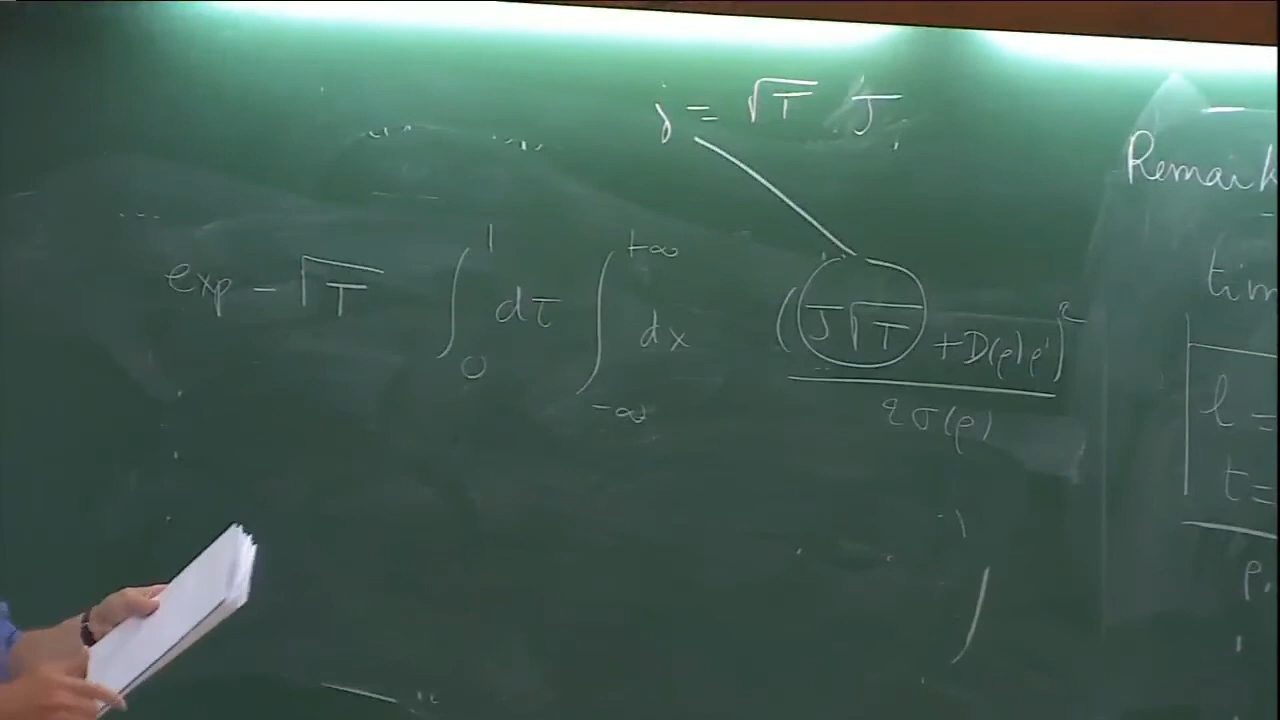 j = √T J
exp - √T ∫₀¹ dτ ∫_{-∞}^{+∞} dx (J√T + D(ρ)ρ')² / 2σ(ρ)
Remark
tim
l =
t =